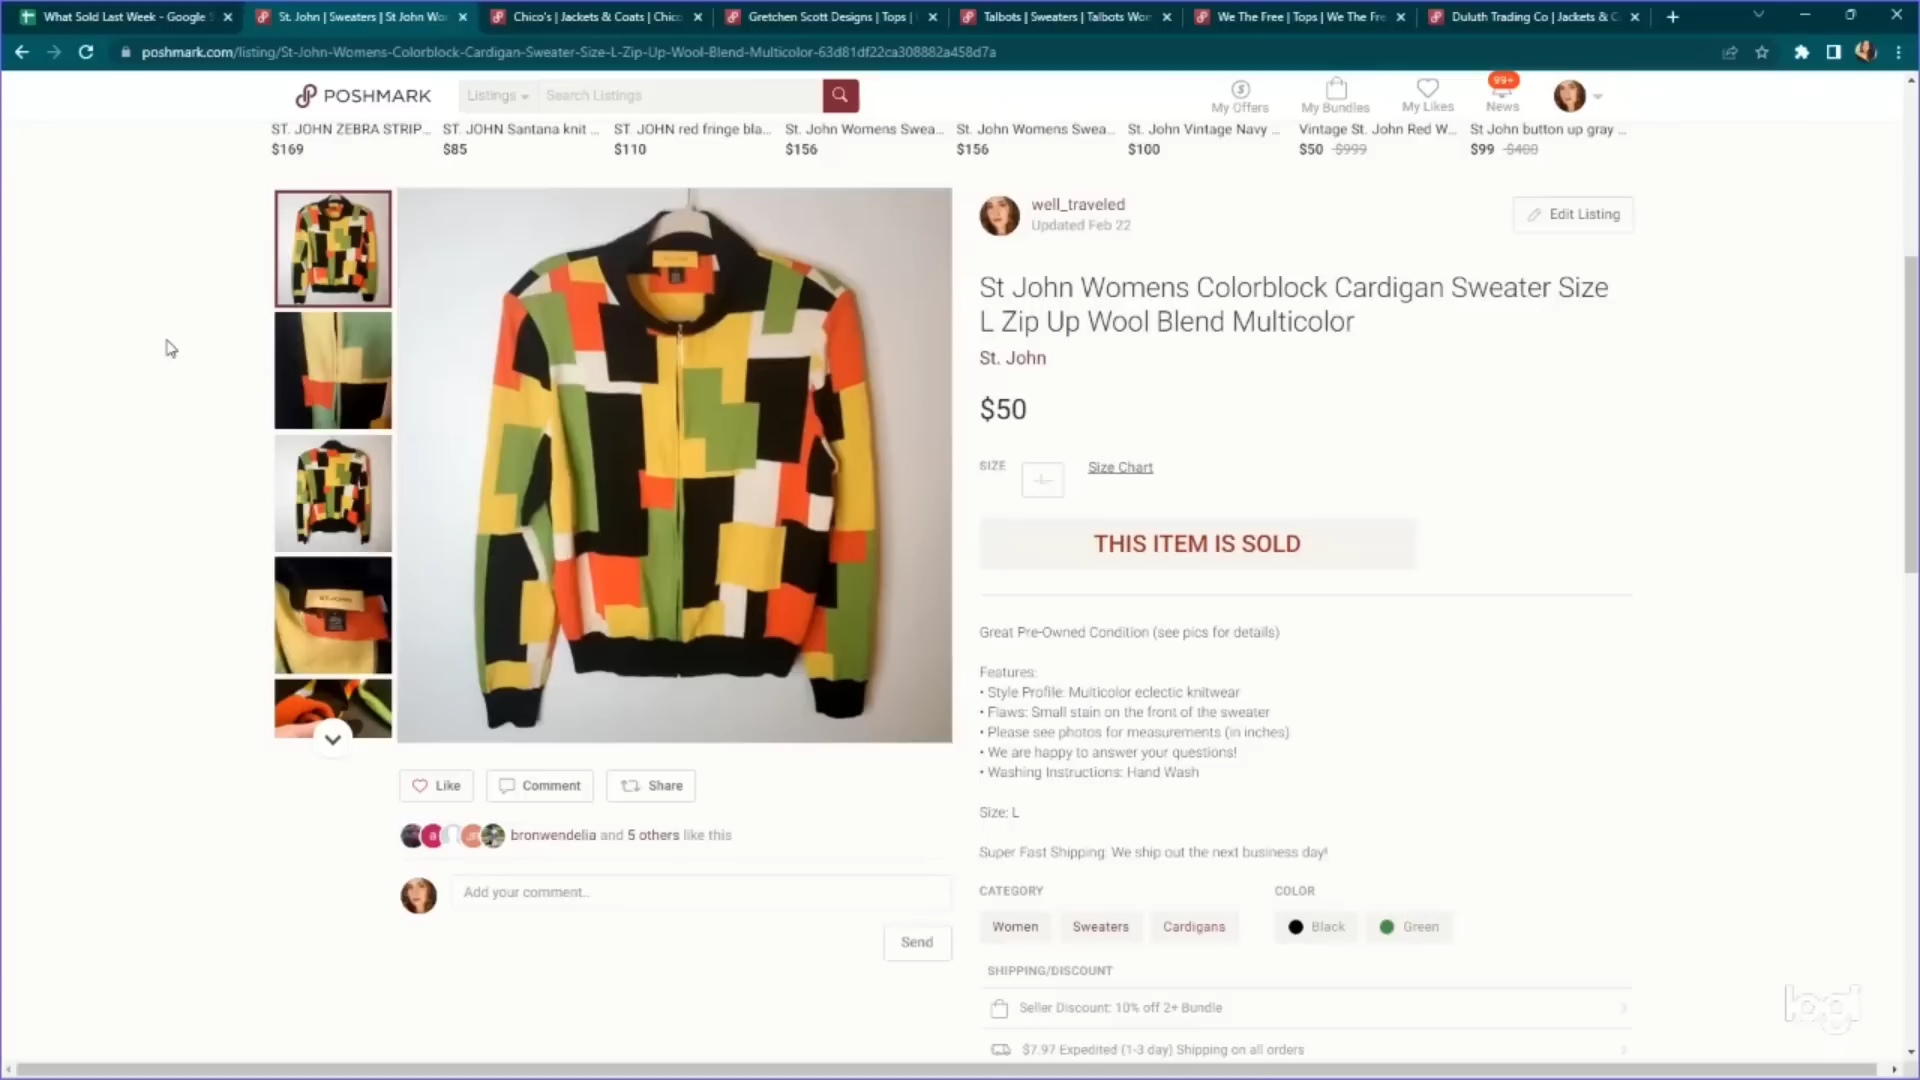 What Sold Last Week - Google S
St. John | Sweaters | St John Wo
Chico's | Jackets & Coats | Chico
Gretchen Scott Designs | Tops |
Talbots | Sweaters | Talbots Wom
We The Free | Tops | We The Fre
Duluth Trading Co | Jackets & C
poshmark.com/listing/St-John-Womens-Colorblock-Cardigan-Sweater-Size-L-Zip-Up-Wool-Blend-Multicolor-63d81df22ca308882a458d7a
POSHMARK
Listings
Search Listings
My Offers
My Bundles
My Likes
99+
News
ST. JOHN ZEBRA STRIP...
ST. JOHN Santana knit ...
ST. JOHN red fringe bla...
St. John Womens Swea...
St. John Womens Swea...
St. John Vintage Navy ...
Vintage St. John Red W...
St John button up gray ...
$169
$85
$110
$156
$156
$100
$50 $999
$99 $400
well_traveled
Updated Feb 22
Edit Listing
St John Womens Colorblock Cardigan Sweater Size
L Zip Up Wool Blend Multicolor
St. John
$50
SIZE
L
Size Chart
THIS ITEM IS SOLD
Great Pre-Owned Condition (see pics for details)
Features:
• Style Profile: Multicolor eclectic knitwear
• Flaws: Small stain on the front of the sweater
• Please see photos for measurements (in inches)
• We are happy to answer your questions!
• Washing Instructions: Hand Wash
Size: L
Super Fast Shipping: We ship out the next business day!
CATEGORY
COLOR
Women
Sweaters
Cardigans
Black
Green
SHIPPING/DISCOUNT
Seller Discount: 10% off 2+ Bundle
$7.97 Expedited (1-3 day) Shipping on all orders
Like
Comment
Share
bronwendelia and 5 others like this
Add your comment..
Send
ST. JOHN
logi